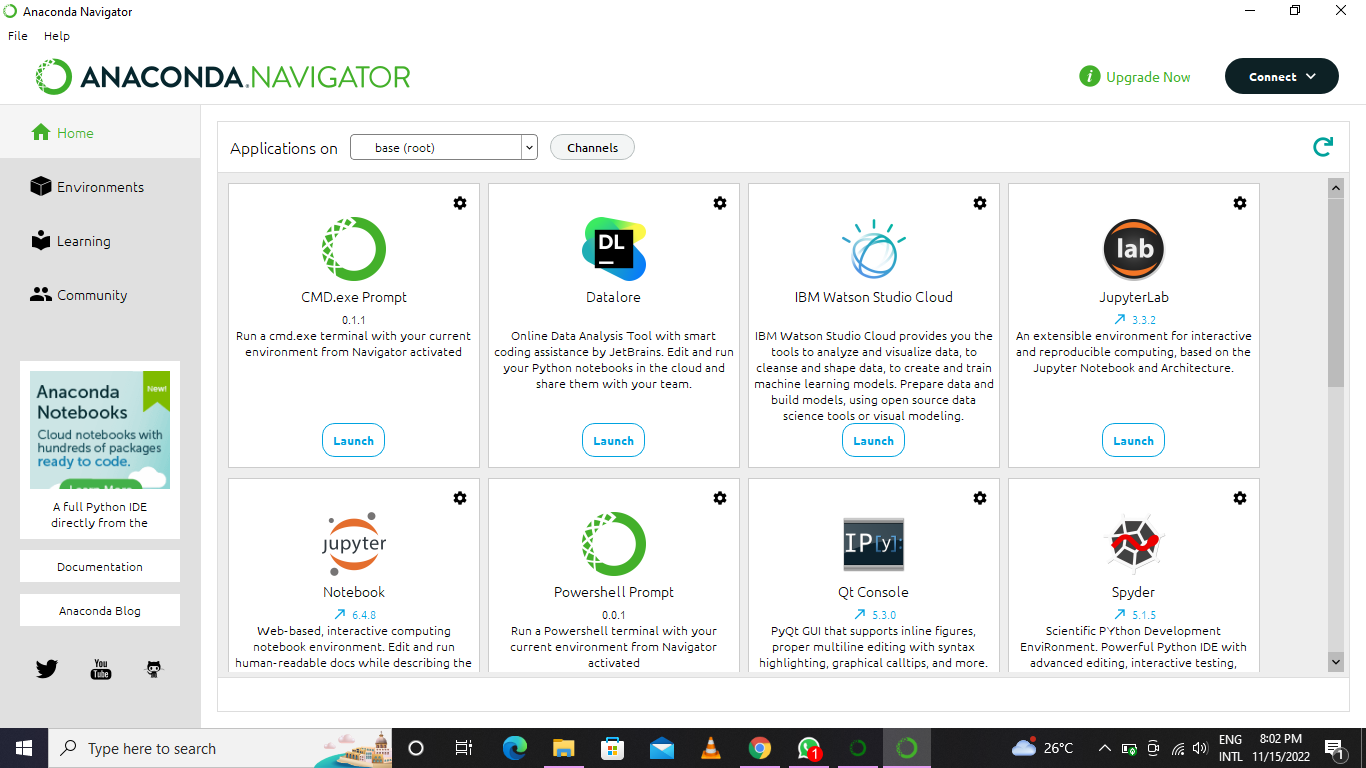 Anaconda Navigator
File Help
ANACONDA.NAVIGATOR
Upgrade Now
Connect
Home
Environments
Learning
Community
Anaconda
Notebooks
New!
Cloud notebooks with
hundreds of packages
ready to code.
Learn More
A full Python IDE
directly from the
Documentation
Anaconda Blog
You
Tube
Applications on
base (root)
Channels
CMD.exe Prompt
0.1.1
Run a cmd.exe terminal with your current
environment from Navigator activated
Launch
DL
Datalore
Online Data Analysis Tool with smart
coding assistance by JetBrains. Edit and run
your Python notebooks in the cloud and
share them with your team.
Launch
IBM Watson Studio Cloud
IBM Watson Studio Cloud provides you the
tools to analyze and visualize data, to
cleanse and shape data, to create and train
machine learning models. Prepare data and
build models, using open source data
science tools or visual modeling.
Launch
lab
JupyterLab
3.3.2
An extensible environment for interactive
and reproducible computing, based on the
Jupyter Notebook and Architecture.
Launch
jupyter
Notebook
6.4.8
Web-based, interactive computing
notebook environment. Edit and run
human-readable docs while describing the
Powershell Prompt
0.0.1
Run a Powershell terminal with your
current environment from Navigator
activated
IP[y]:
Qt Console
5.3.0
PyQt GUI that supports inline figures,
proper multiline editing with syntax
highlighting, graphical calltips, and more.
Spyder
5.1.5
Scientific PYthon Development
EnviRonment. Powerful Python IDE with
advanced editing, interactive testing,
Type here to search
1
26°C
ENG
INTL
8:02 PM
11/15/2022
1